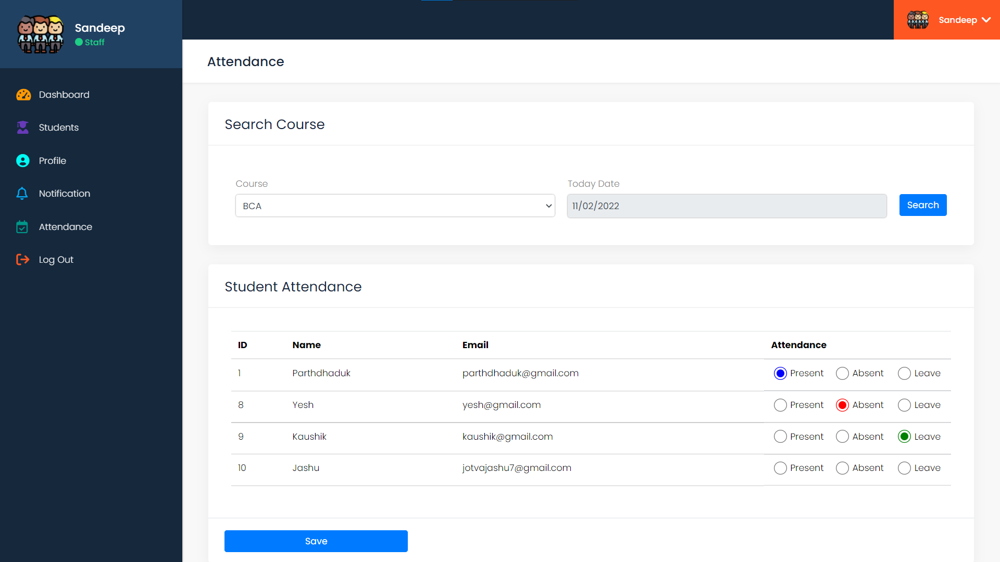 Sandeep
Staff
Sandeep
Dashboard
Students
Profile
Notification
Attendance
Log Out
Attendance
Search Course
Course
Today Date
BCA
11/02/2022
Search
Student Attendance
ID Name Email Attendance
1 Parthdhaduk parthdhaduk@gmail.com Present Absent Leave
8 Yesh yesh@gmail.com Present Absent Leave
9 Kaushik kaushik@gmail.com Present Absent Leave
10 Jashu jotvajashu7@gmail.com Present Absent Leave
Save